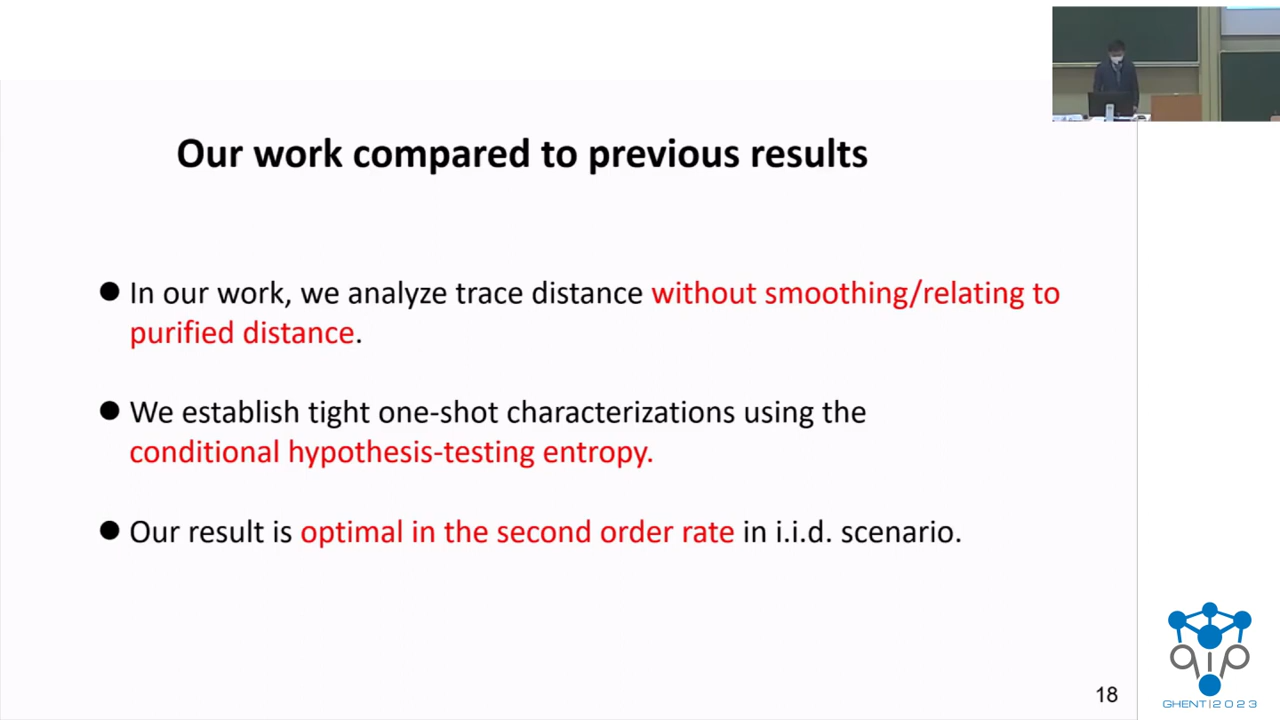 Our work compared to previous results
● In our work, we analyze trace distance without smoothing/relating to
purified distance.
● We establish tight one-shot characterizations using the
conditional hypothesis-testing entropy.
● Our result is optimal in the second order rate in i.i.d. scenario.
18
qip
GHENT|2023